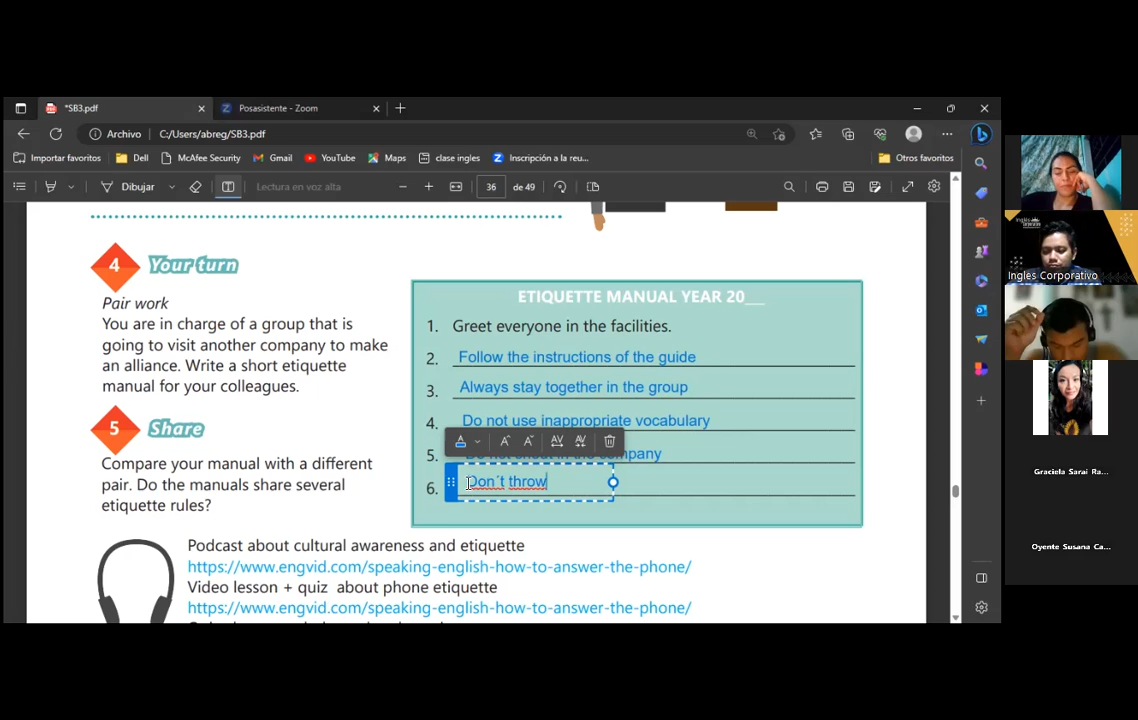 *SB3.pdf
Posasistente - Zoom
Archivo C:/Users/abreg/SB3.pdf
Importar favoritos Dell McAfee Security Gmail YouTube Maps clase ingles Inscripción a la reu... Otros favoritos
Dibujar Lectura en voz alta 36 de 49
4 Your turn
Pair work
You are in charge of a group that is
going to visit another company to make
an alliance. Write a short etiquette
manual for your colleagues.
5 Share
Compare your manual with a different
pair. Do the manuals share several
etiquette rules?
ETIQUETTE MANUAL YEAR 20__
1. Greet everyone in the facilities.
2. Follow the instructions of the guide
3. Always stay together in the group
4. Do not use inappropriate vocabulary
5. company
6. Don´t throw
Podcast about cultural awareness and etiquette
https://www.engvid.com/speaking-english-how-to-answer-the-phone/
Video lesson + quiz about phone etiquette
https://www.engvid.com/speaking-english-how-to-answer-the-phone/
Ingles Corporativo
Graciela Sarai Ra...
Oyente Susana Ca...